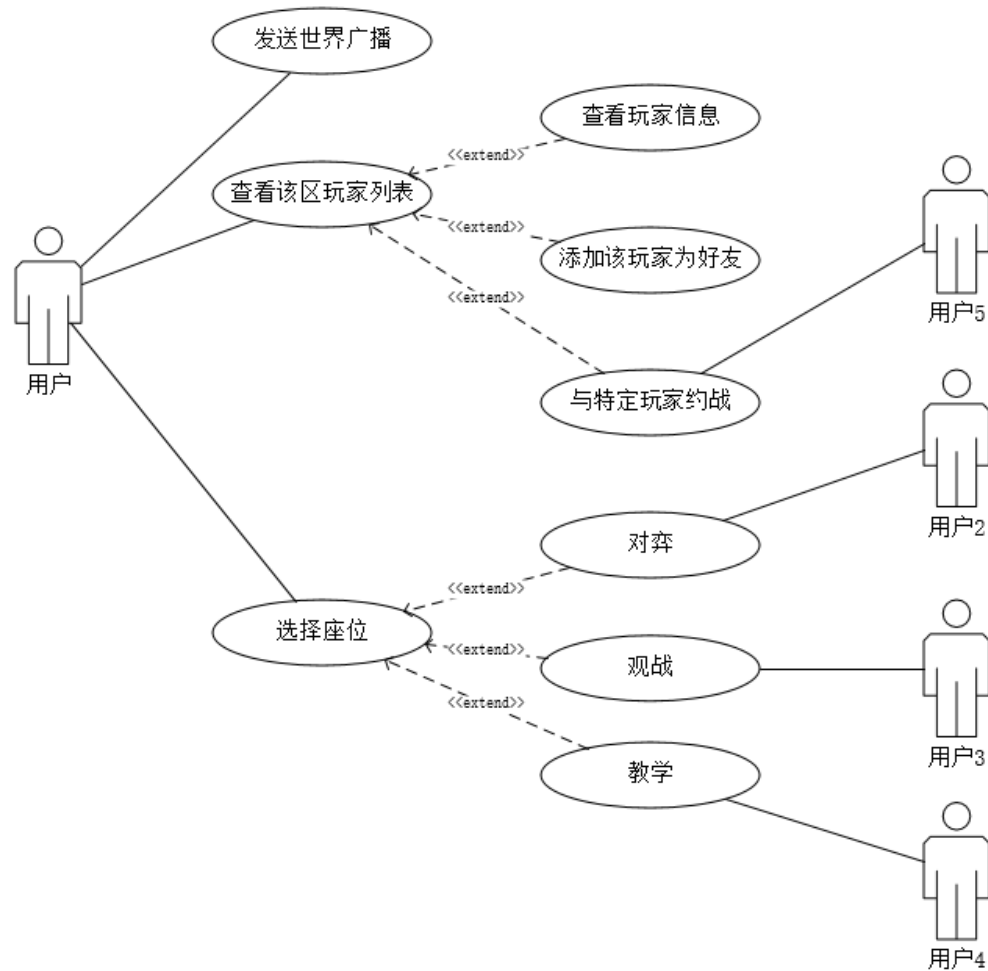 发送世界广播
查看玩家信息
<<extend>>
查看该区玩家列表
<<extend>>
添加该玩家为好友
<<extend>>
用户5
用户
与特定玩家约战
用户2
对弈
<<extend>>
选择座位
<<extend>>
观战
<<extend>>
用户3
教学
用户4